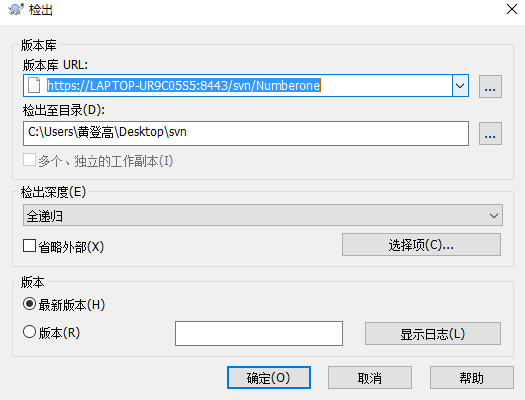 检出
版本库
版本库 URL:
https://LAPTOP-UR9C05S5:8443/svn/Numberone
...
检出至目录(D):
C:\Users\黄登高\Desktop\svn
...
多个、独立的工作副本(I)
检出深度(E)
全递归
省略外部(X)
选择项(C)...
版本
最新版本(H)
版本(R)
显示日志(L)
确定(O)
取消
帮助